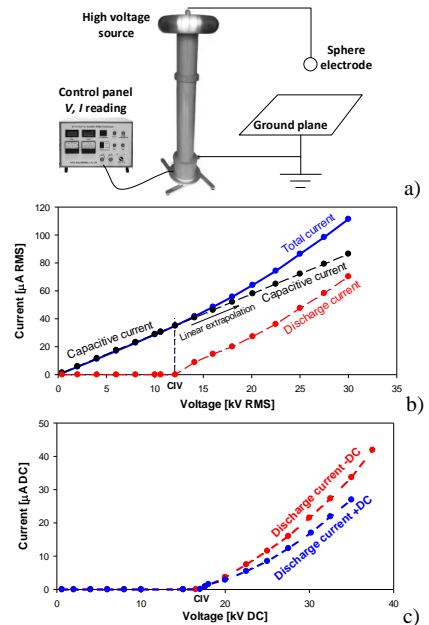 High voltage
source
Sphere
electrode
Control panel
V, I reading
Ground plane
a)
120
100
80
60
40
20
0
Current [µA RMS]
Total current
Capacitive current
Capacitive current
Linear extrapolation
Discharge current
CIV
0 5 10 15 20 25 30 35
Voltage [kV RMS]
b)
50
40
30
20
10
0
Current [µA DC]
Discharge current -DC
Discharge current +DC
CIV
0 10 20 30 40
Voltage [kV DC]
c)